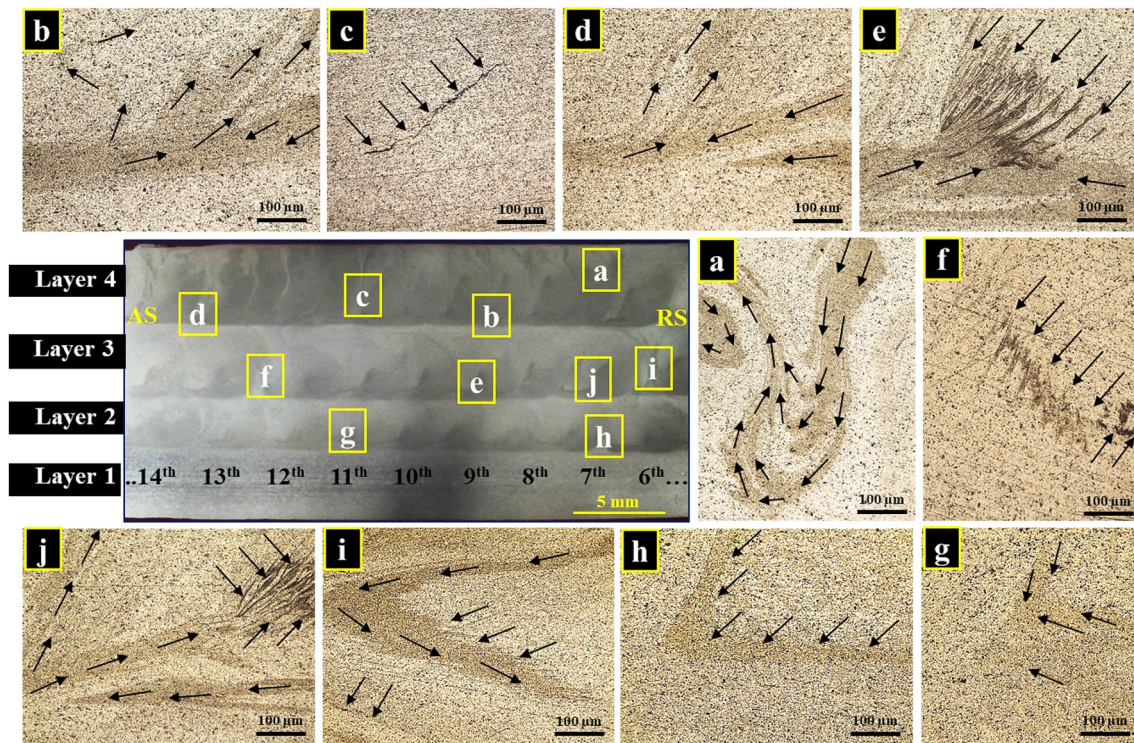 b
c
d
e
100 µm
100 µm
100 µm
100 µm
Layer 4
Layer 3
Layer 2
Layer 1
a
c
d
b
AS
RS
f
e
j
i
g
h
..14th 13th 12th 11th 10th 9th 8th 7th 6th...
5 mm
a
f
100 µm
100 µm
j
i
h
g
100 µm
100 µm
100 µm
100 µm